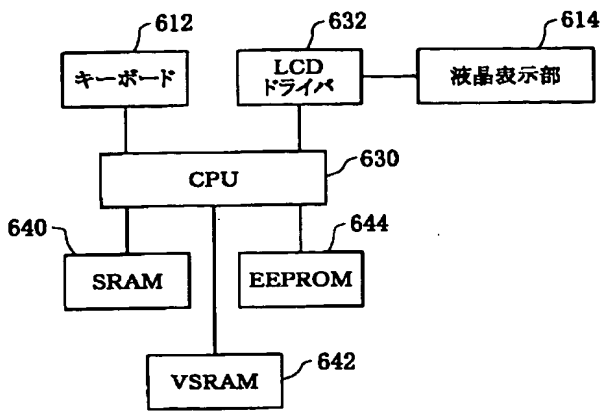 612
キーボード
632
LCD
ドライバ
614
液晶表示部
CPU
630
640
SRAM
644
EEPROM
VSRAM
642